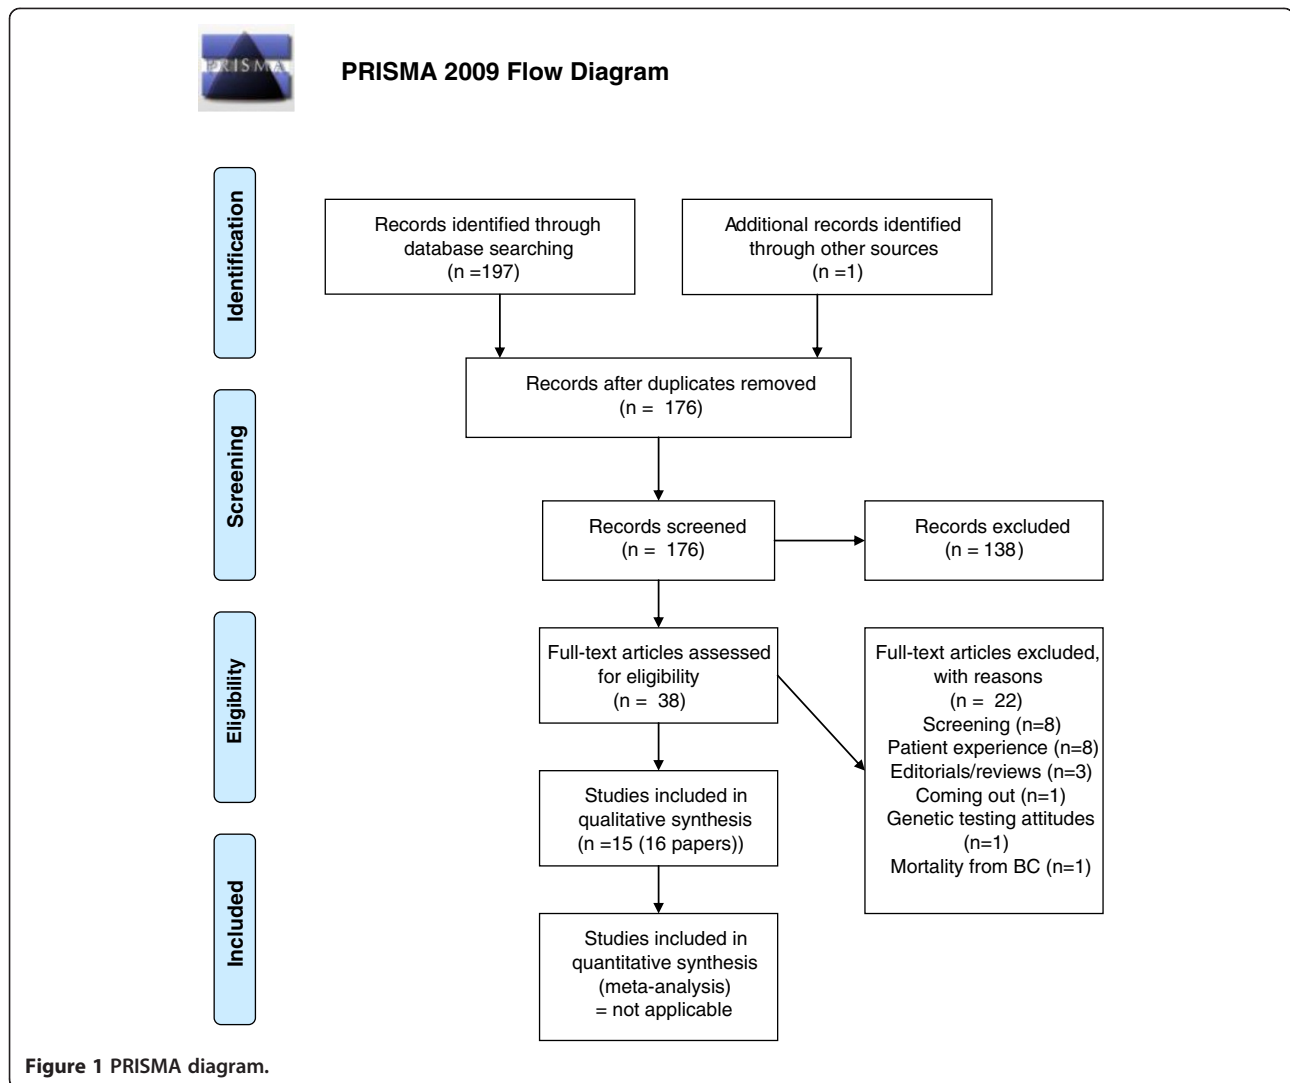 PRISMA
PRISMA 2009 Flow Diagram
Identification
Records identified through
database searching
(n =197)
Additional records identified
through other sources
(n =1)
Records after duplicates removed
(n = 176)
Screening
Records screened
(n = 176)
Records excluded
(n = 138)
Eligibility
Full-text articles assessed
for eligibility
(n = 38)
Full-text articles excluded,
with reasons
(n = 22)
Screening (n=8)
Patient experience (n=8)
Editorials/reviews (n=3)
Coming out (n=1)
Genetic testing attitudes
(n=1)
Mortality from BC (n=1)
Studies included in
qualitative synthesis
(n =15 (16 papers))
Included
Studies included in
quantitative synthesis
(meta-analysis)
= not applicable
Figure 1 PRISMA diagram.